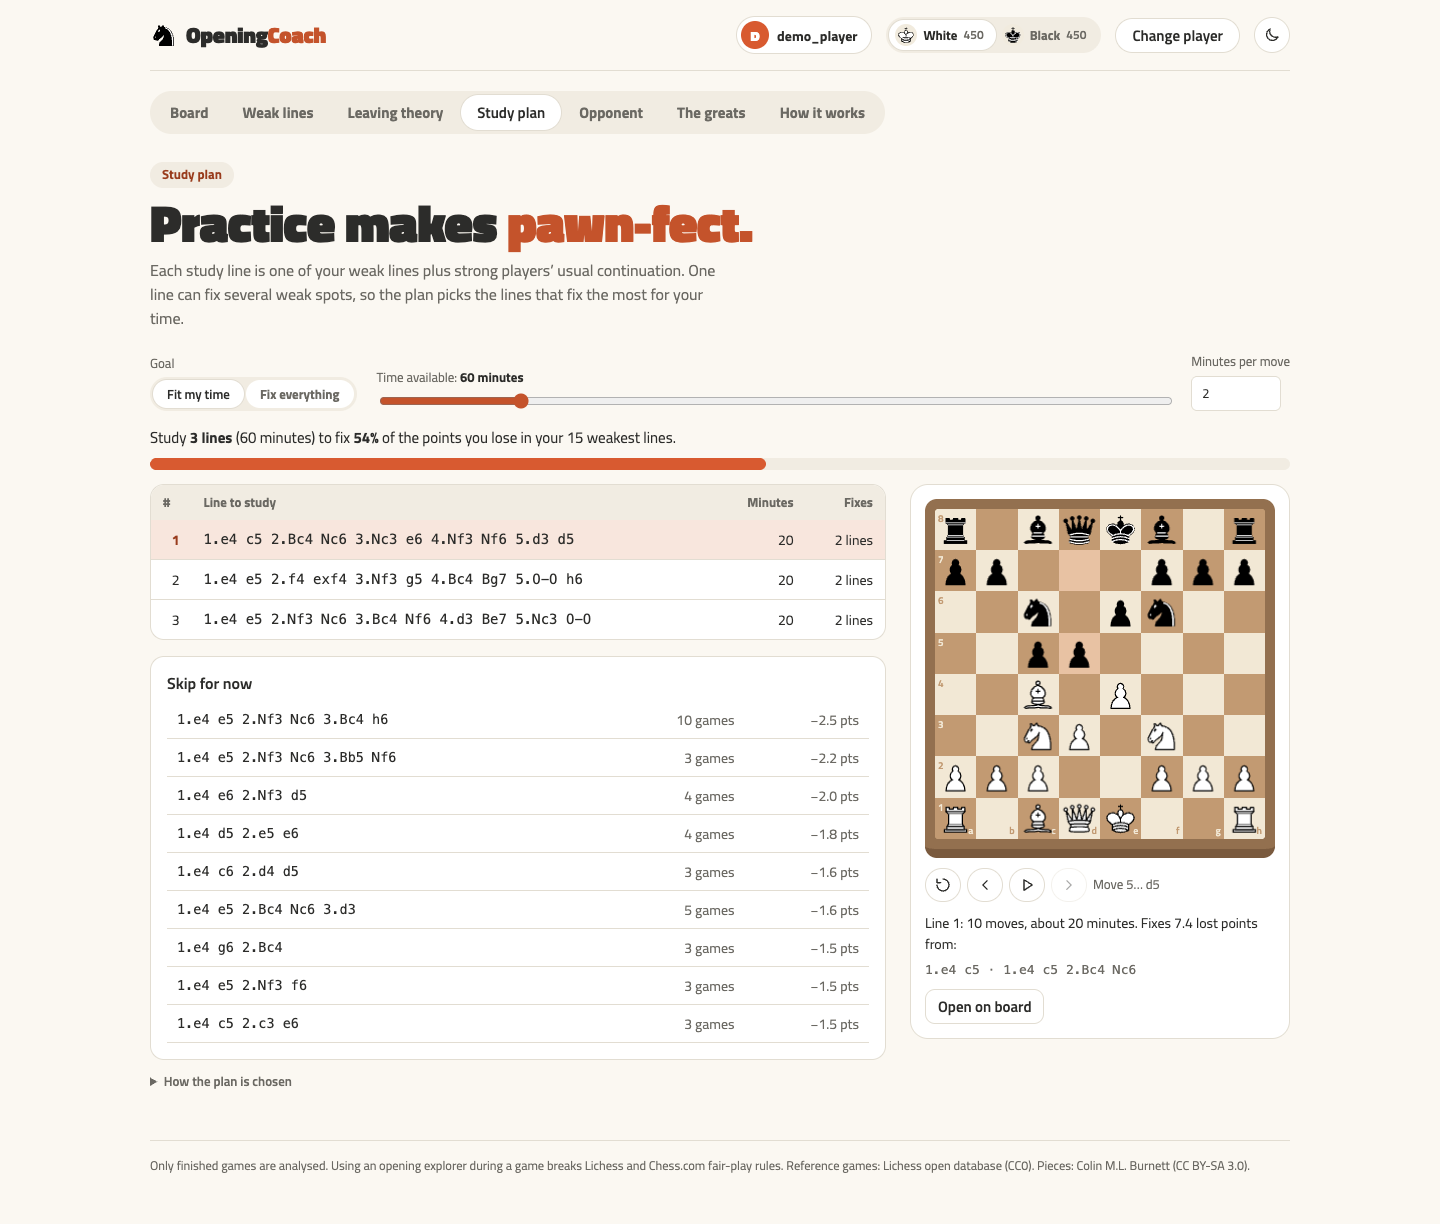 OpeningCoach
D demo_player
White 450 Black 450
Change player
Board Weak lines Leaving theory Study plan Opponent The greats How it works
Study plan
Practice makes pawn-fect.
Each study line is one of your weak lines plus strong players’ usual continuation. One
line can fix several weak spots, so the plan picks the lines that fix the most for your
time.
Goal
Fit my time Fix everything
Time available: 60 minutes
Minutes per move
2
Study 3 lines (60 minutes) to fix 54% of the points you lose in your 15 weakest lines.
# Line to study Minutes Fixes
1 1.e4 c5 2.Bc4 Nc6 3.Nc3 e6 4.Nf3 Nf6 5.d3 d5 20 2 lines
2 1.e4 e5 2.f4 exf4 3.Nf3 g5 4.Bc4 Bg7 5.O-O h6 20 2 lines
3 1.e4 e5 2.Nf3 Nc6 3.Bc4 Nf6 4.d3 Be7 5.Nc3 O-O 20 2 lines
Skip for now
1.e4 e5 2.Nf3 Nc6 3.Bc4 h6 10 games −2.5 pts
1.e4 e5 2.Nf3 Nc6 3.Bb5 Nf6 3 games −2.2 pts
1.e4 e6 2.Nf3 d5 4 games −2.0 pts
1.e4 d5 2.e5 e6 4 games −1.8 pts
1.e4 c6 2.d4 d5 3 games −1.6 pts
1.e4 e5 2.Bc4 Nc6 3.d3 5 games −1.6 pts
1.e4 g6 2.Bc4 3 games −1.5 pts
1.e4 e5 2.Nf3 f6 3 games −1.5 pts
1.e4 c5 2.c3 e6 3 games −1.5 pts
How the plan is chosen
8
7
6
5
4
3
2
1
a b c d e f g h
Move 5... d5
Line 1: 10 moves, about 20 minutes. Fixes 7.4 lost points
from:
1.e4 c5 · 1.e4 c5 2.Bc4 Nc6
Open on board
Only finished games are analysed. Using an opening explorer during a game breaks Lichess and Chess.com fair-play rules. Reference games: Lichess open database (CC0). Pieces: Colin M.L. Burnett (CC BY-SA 3.0).